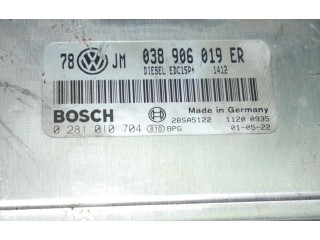 78 JM 038 906 019 ER
DIESEL EDC15P+ 1412
BOSCH Made in Germany
28SA5122 1120 0935
0 281 010 704 S10 BPG 01-05-22